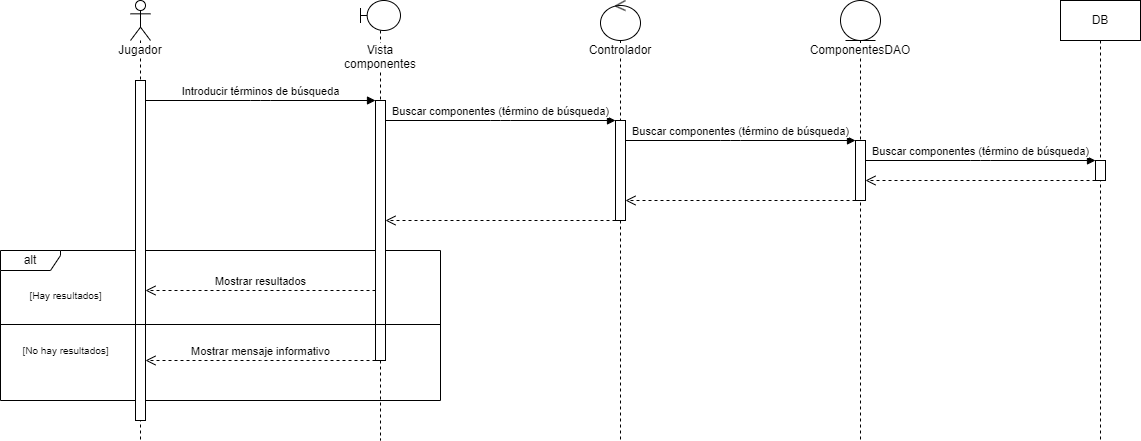 Jugador
Vista
componentes
Controlador
ComponentesDAO
DB
Introducir términos de búsqueda
Buscar componentes (término de búsqueda)
Buscar componentes (término de búsqueda)
Buscar componentes (término de búsqueda)
alt
Mostrar resultados
[Hay resultados]
[No hay resultados]
Mostrar mensaje informativo